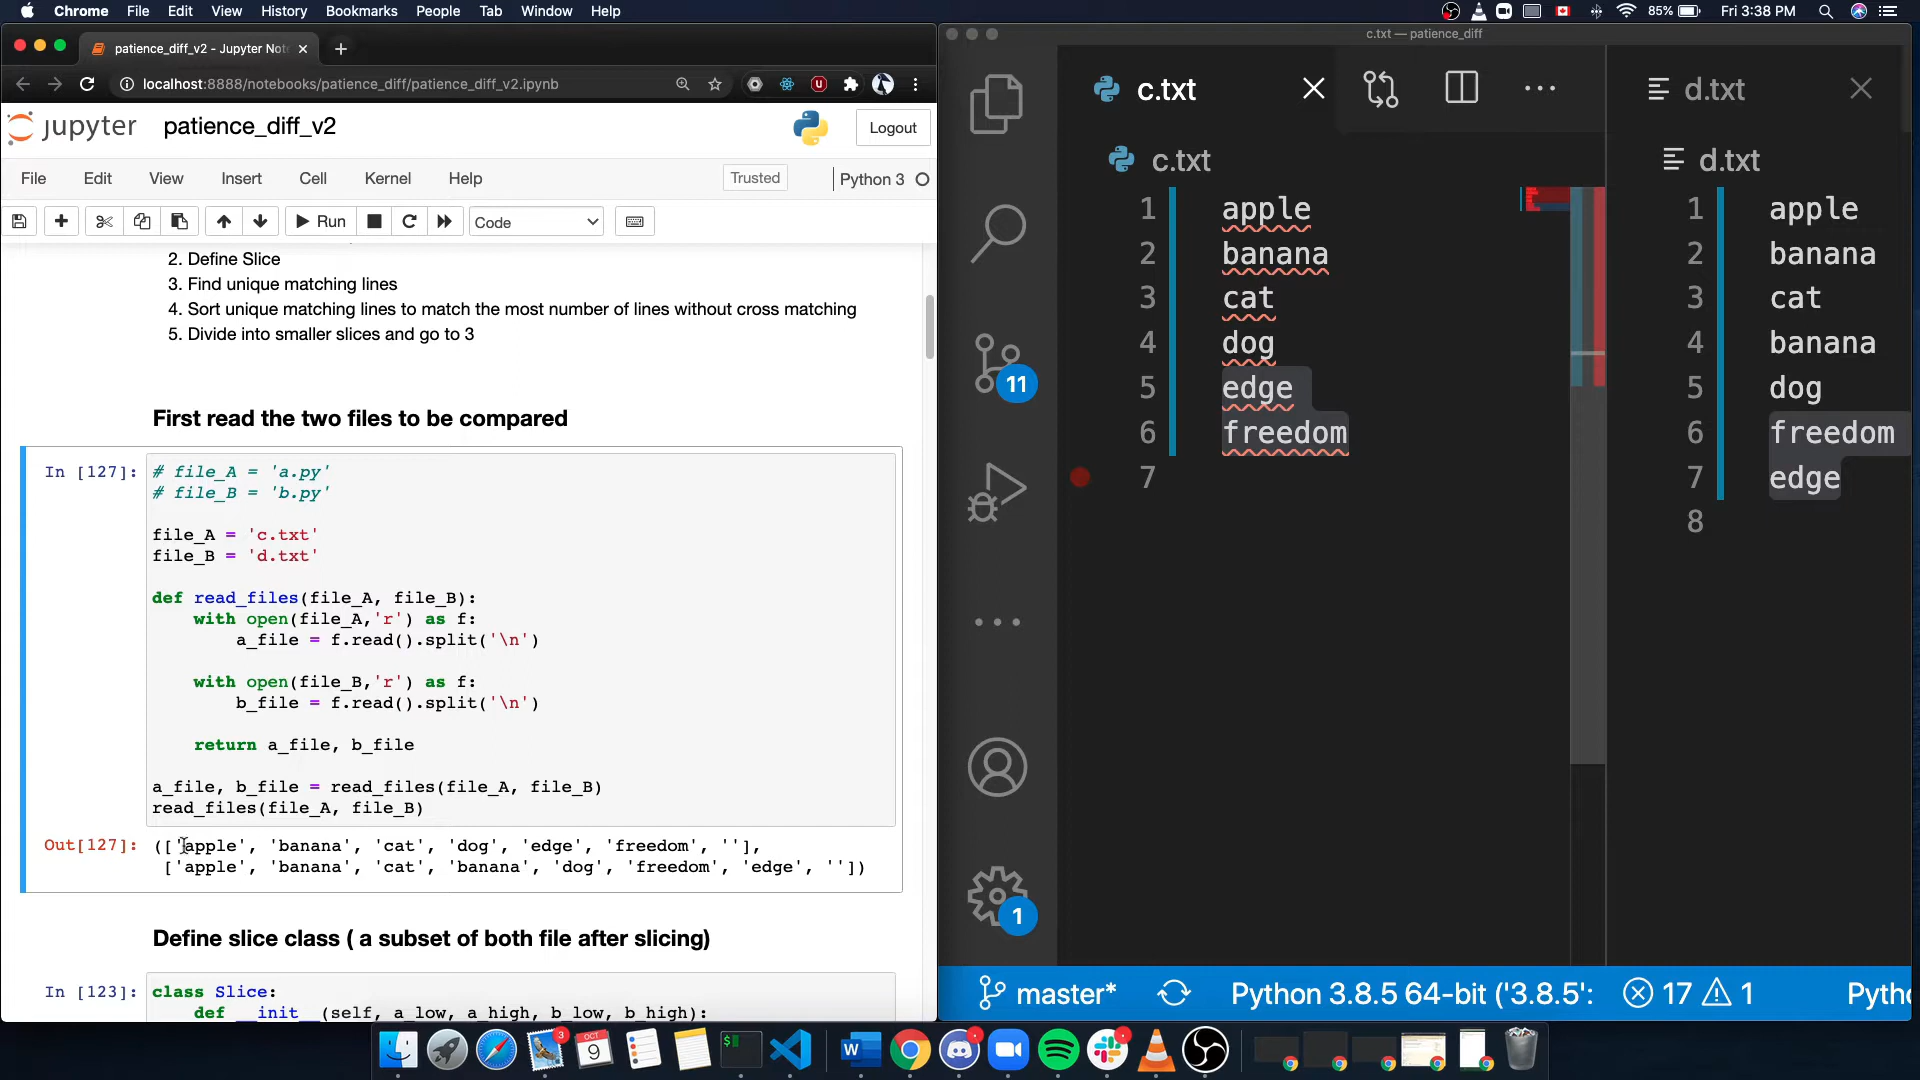 Chrome File Edit View History Bookmarks People Tab Window Help
85% Fri 3:38 PM
patience_diff_v2 - Jupyter Not
localhost:8888/notebooks/patience_diff/patience_diff_v2.ipynb
jupyter patience_diff_v2
Logout
File Edit View Insert Cell Kernel Help
Trusted
Python 3
Run
Code
2. Define Slice
3. Find unique matching lines
4. Sort unique matching lines to match the most number of lines without cross matching
5. Divide into smaller slices and go to 3
First read the two files to be compared
In [127]:
# file_A = 'a.py'
# file_B = 'b.py'
file_A = 'c.txt'
file_B = 'd.txt'
def read_files(file_A, file_B):
with open(file_A,'r') as f:
a_file = f.read().split('\n')
with open(file_B,'r') as f:
b_file = f.read().split('\n')
return a_file, b_file
a_file, b_file = read_files(file_A, file_B)
read_files(file_A, file_B)
Out[127]:
(['apple', 'banana', 'cat', 'dog', 'edge', 'freedom', ''],
['apple', 'banana', 'cat', 'banana', 'dog', 'freedom', 'edge', ''])
Define slice class ( a subset of both file after slicing)
In [123]:
class Slice:
def __init__(self, a_low, a_high, b_low, b_high):
c.txt — patience_diff
c.txt
c.txt
1 apple
2 banana
3 cat
4 dog
5 edge
6 freedom
7
d.txt
d.txt
1 apple
2 banana
3 cat
4 banana
5 dog
6 freedom
7 edge
8
11
1
master*
Python 3.8.5 64-bit ('3.8.5':
17
1
Pytho
3
OCT
9